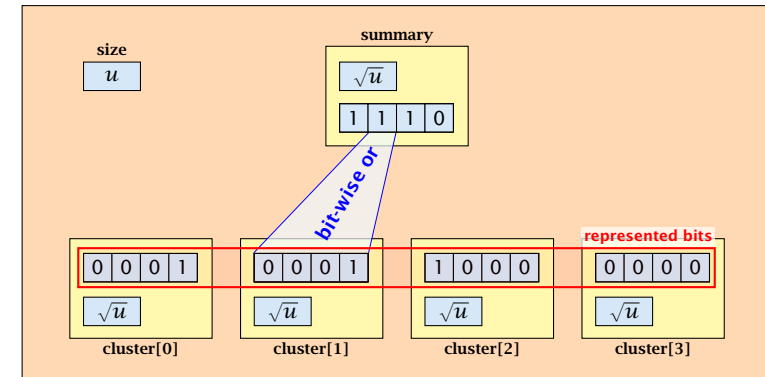 summary
size
u
√u
1 1 1 0
bit-wise or
represented bits
0 0 0 1
0 0 0 1
1 0 0 0
0 0 0 0
√u
√u
√u
√u
cluster[0]
cluster[1]
cluster[2]
cluster[3]